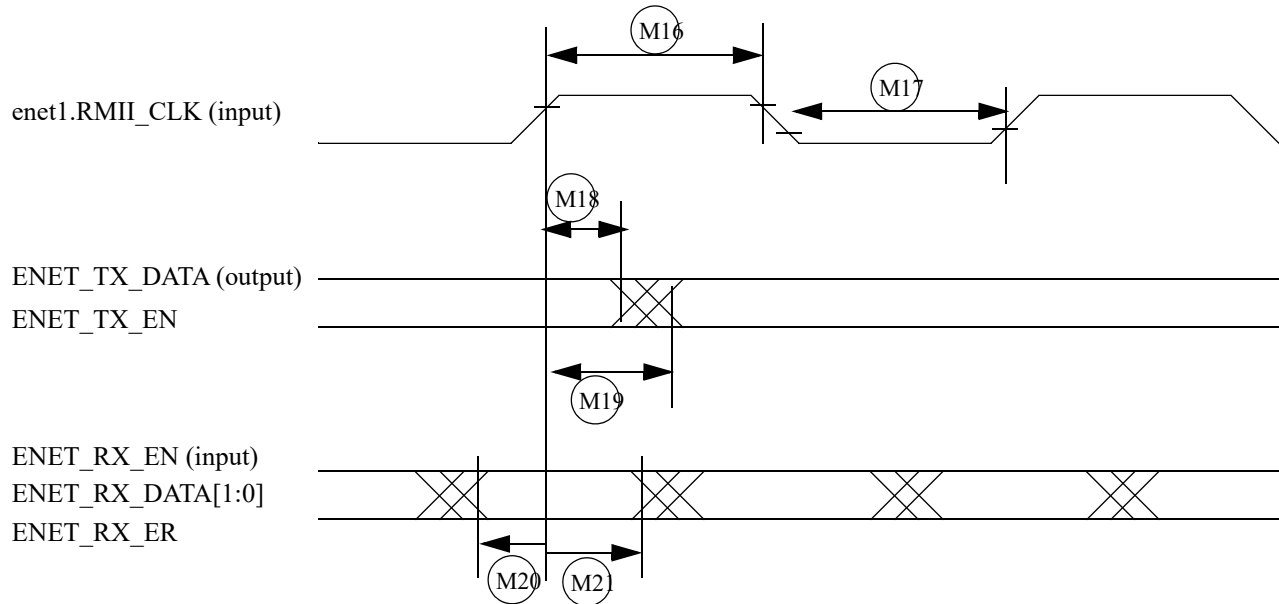 M16
enet1.RMII_CLK (input)
M17
M18
ENET_TX_DATA (output)
ENET_TX_EN
M19
ENET_RX_EN (input)
ENET_RX_DATA[1:0]
ENET_RX_ER
M20
M21